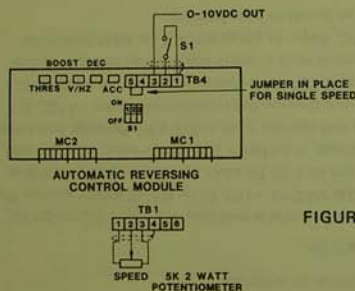 0-10VDC OUT
S1
BOOST DEC
THRES V/HZ ACC
5 4 3 2 1 TB4
JUMPER IN PLACE
FOR SINGLE SPEED
ON
OFF
S1
MC2
MC1
AUTOMATIC REVERSING
CONTROL MODULE
TB1
1 2 3 4 5 6
FIGUR
SPEED 5K 2 WATT
POTENTIOMETER